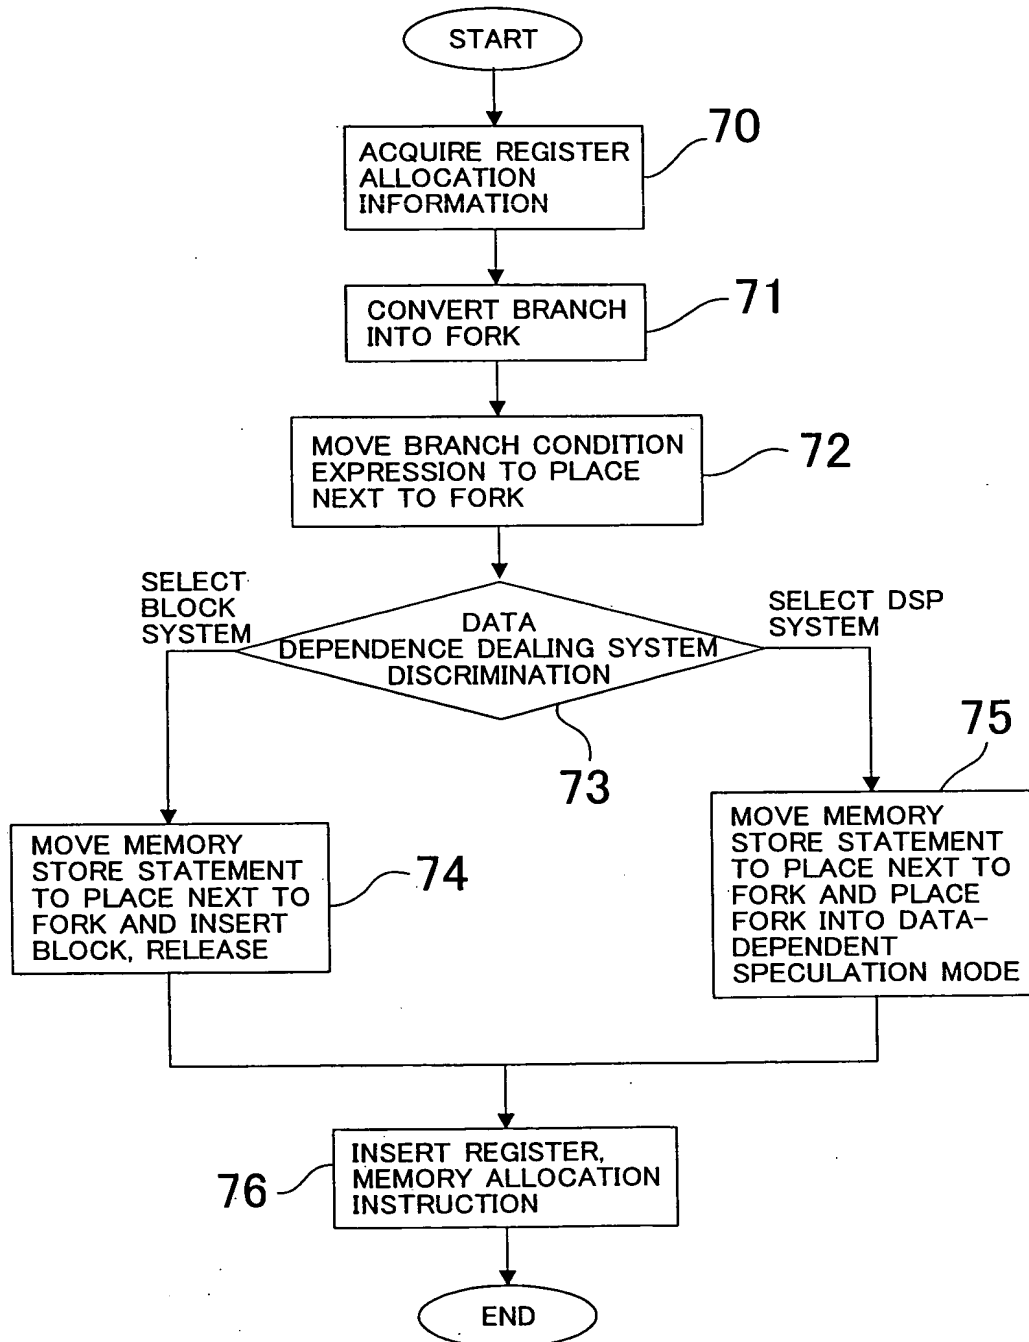 START
70
ACQUIRE REGISTER
ALLOCATION
INFORMATION
71
CONVERT BRANCH
INTO FORK
72
MOVE BRANCH CONDITION
EXPRESSION TO PLACE
NEXT TO FORK
SELECT
BLOCK
SYSTEM
DATA
DEPENDENCE DEALING SYSTEM
DISCRIMINATION
SELECT DSP
SYSTEM
73
75
MOVE MEMORY
STORE STATEMENT
TO PLACE NEXT TO
FORK AND INSERT
BLOCK, RELEASE
74
MOVE MEMORY
STORE STATEMENT
TO PLACE NEXT TO
FORK AND PLACE
FORK INTO DATA-
DEPENDENT
SPECULATION MODE
76
INSERT REGISTER,
MEMORY ALLOCATION
INSTRUCTION
END